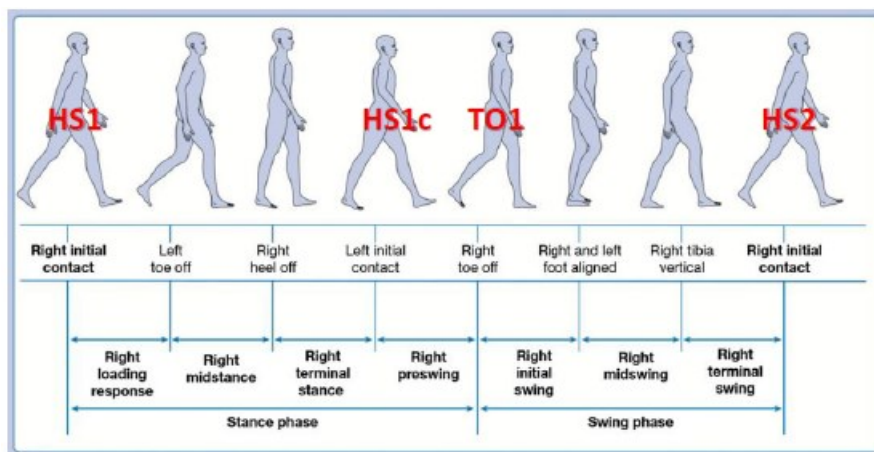 HS1 HS1c TO1 HS2
Right initial contact
Left toe off
Right heel off
Left initial contact
Right toe off
Right and left foot aligned
Right tibia vertical
Right initial contact
Right loading response
Right midstance
Right terminal stance
Right preswing
Right initial swing
Right midswing
Right terminal swing
Stance phase
Swing phase